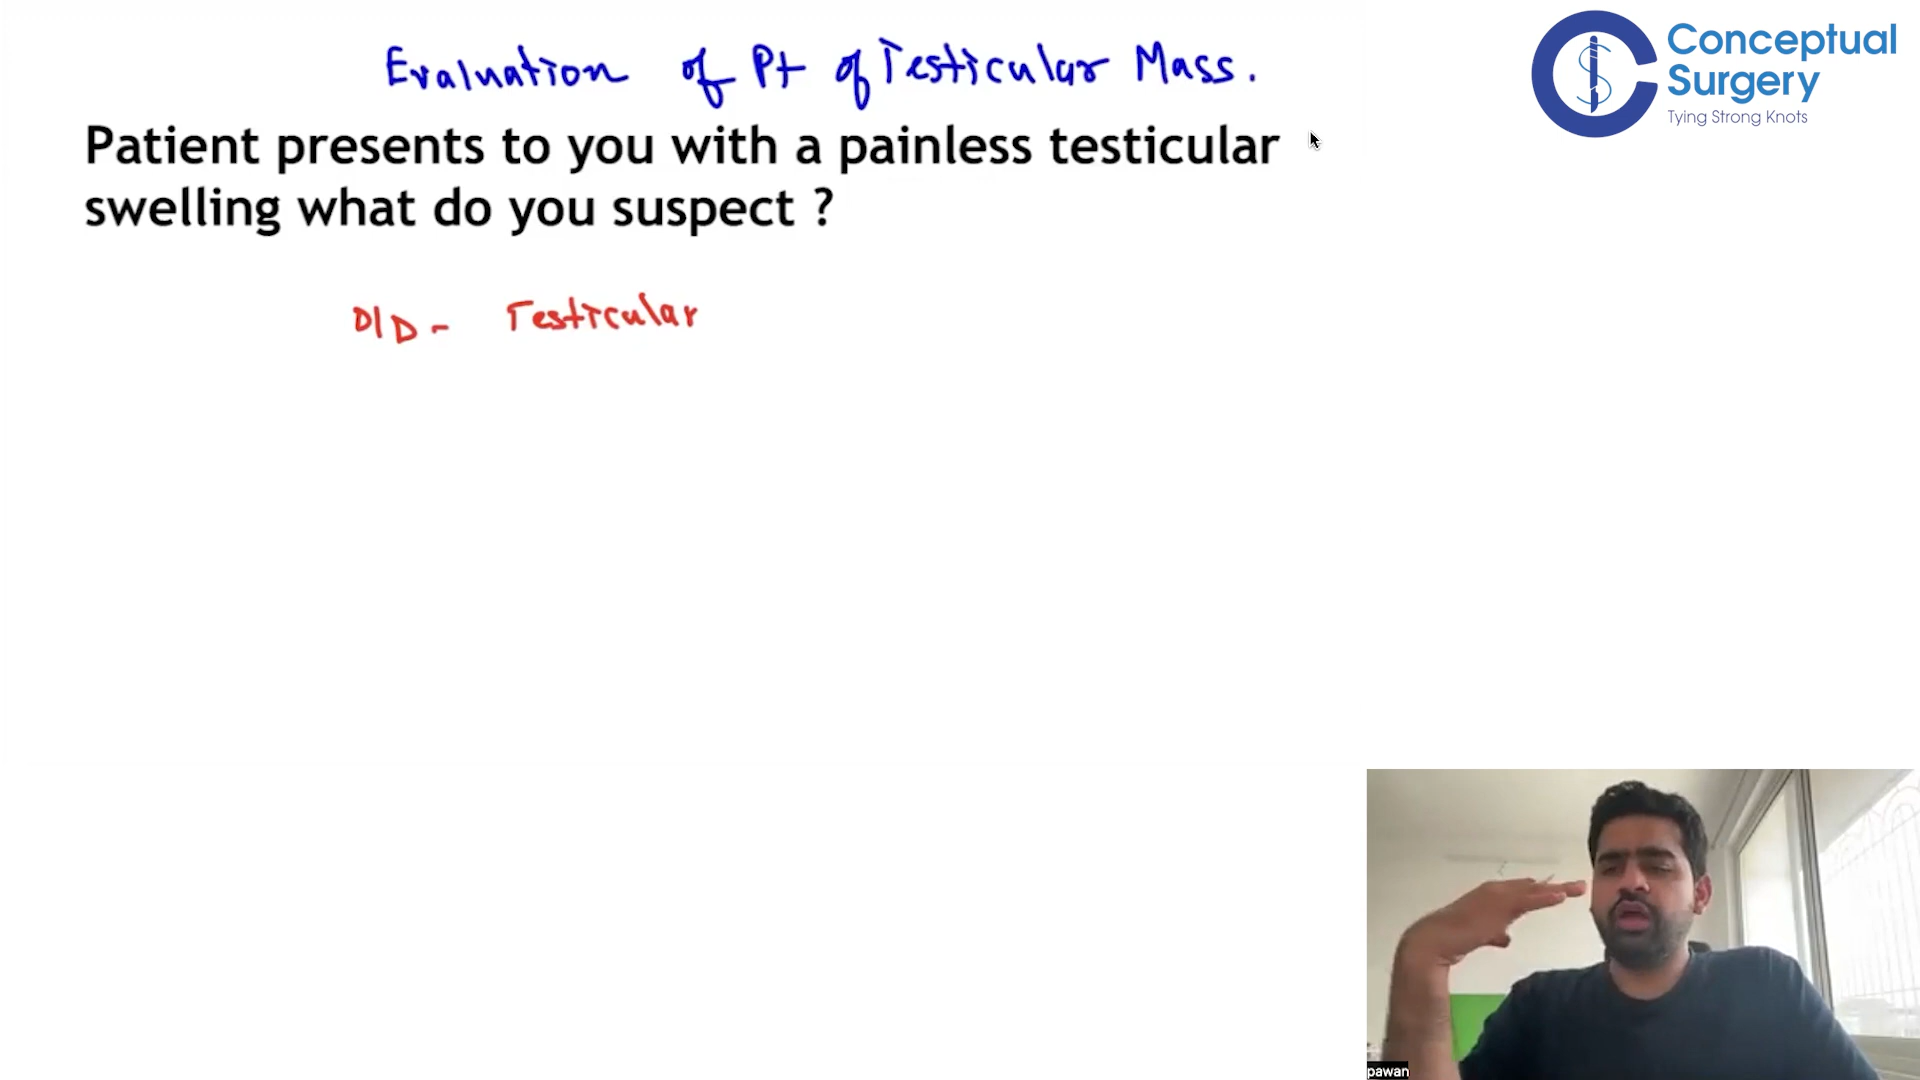 Evaluation of Pt of Testicular Mass.
Conceptual
Surgery
Tying Strong Knots
Patient presents to you with a painless testicular
swelling what do you suspect ?
D/D - Testicular
pawan